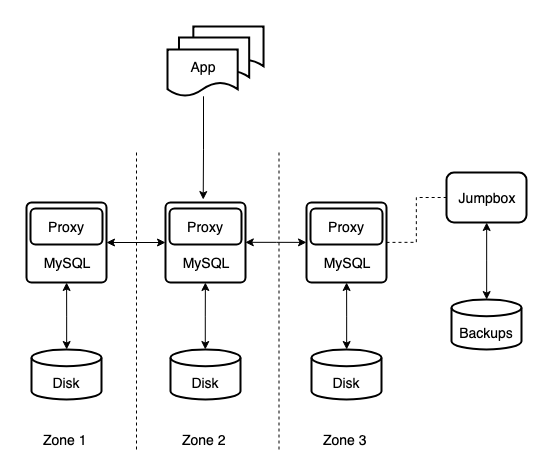 App
Jumpbox
Proxy
MySQL
Proxy
MySQL
Proxy
MySQL
Backups
Disk
Disk
Disk
Zone 1
Zone 2
Zone 3